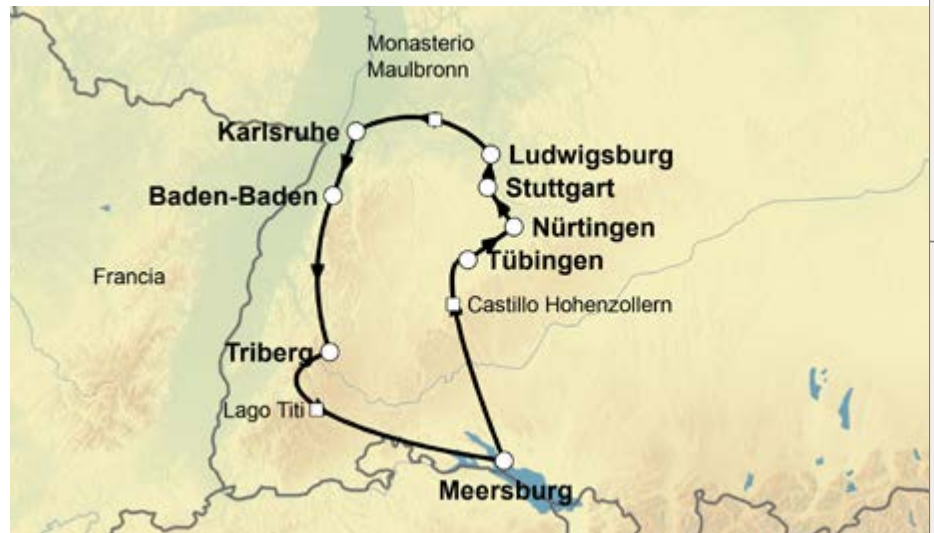 Monasterio
Maulbronn
Karlsruhe
Ludwigsburg
Baden-Baden
Stuttgart
Nürtingen
Tübingen
Francia
Castillo Hohenzollern
Triberg
Lago Titi
Meersburg